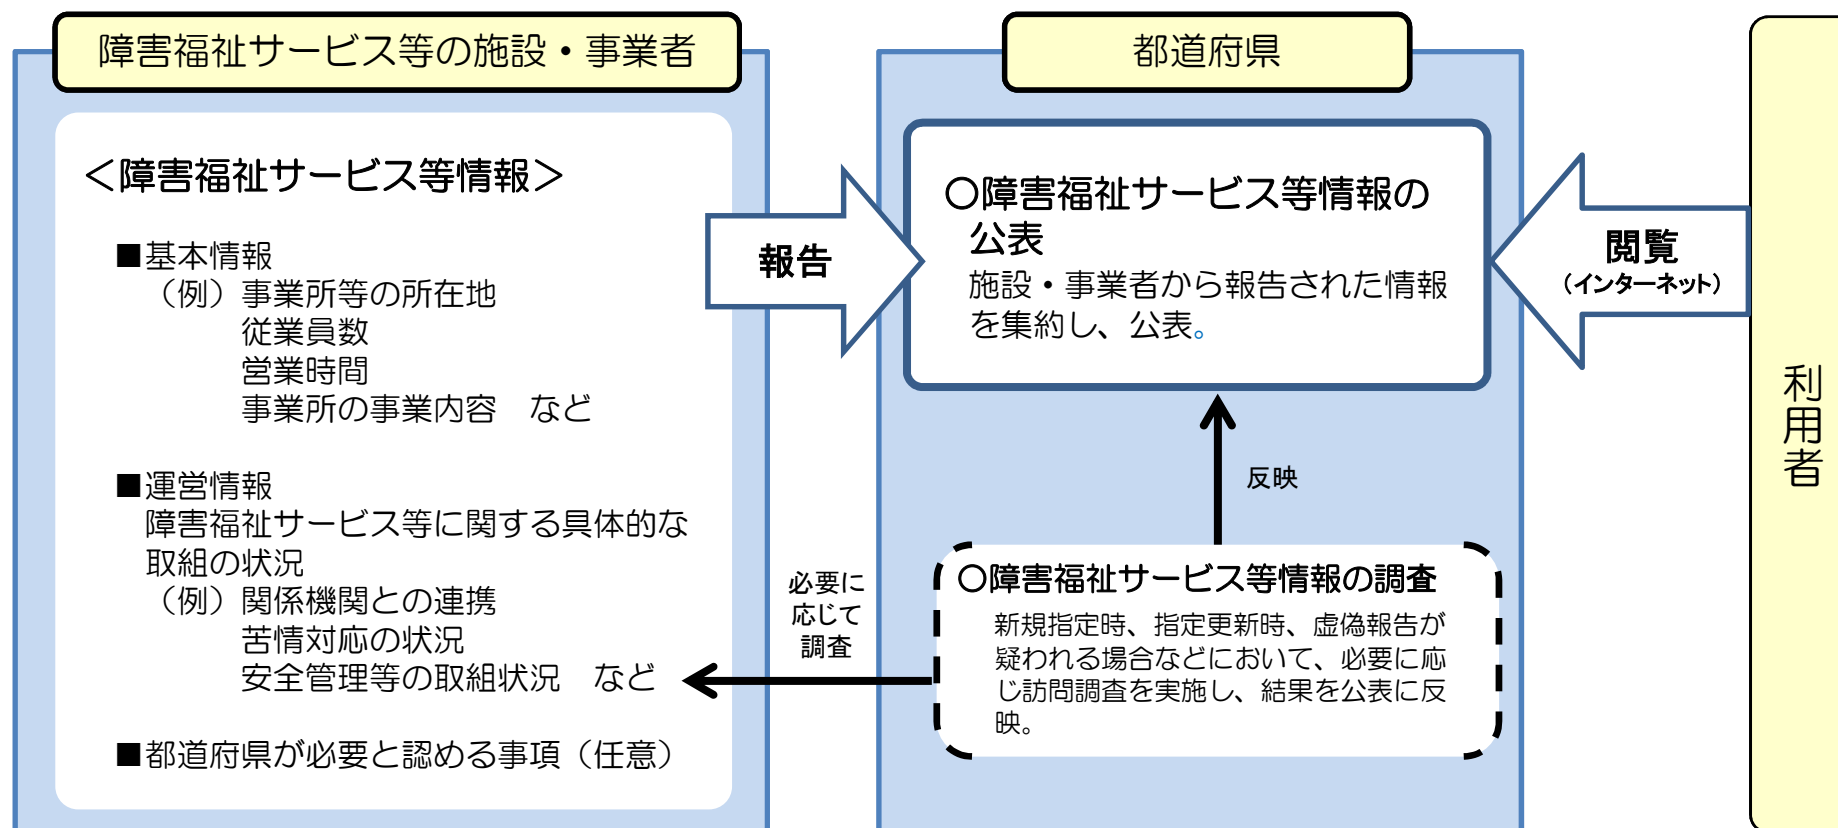 障害福祉サービス等の施設・事業者
＜障害福祉サービス等情報＞
■基本情報
（例）事業所等の所在地
従業員数
営業時間
事業所の事業内容　など
■運営情報
障害福祉サービス等に関する具体的な
取組の状況
（例）関係機関との連携
苦情対応の状況
安全管理等の取組状況　など
■都道府県が必要と認める事項（任意）
報告
必要に
応じて
調査
都道府県
○障害福祉サービス等情報の
公表
施設・事業者から報告された情報
を集約し、公表。
反映
○障害福祉サービス等情報の調査
新規指定時、指定更新時、虚偽報告が
疑われる場合などにおいて、必要に応
じ訪問調査を実施し、結果を公表に反
映。
閲覧
（インターネット）
利用者